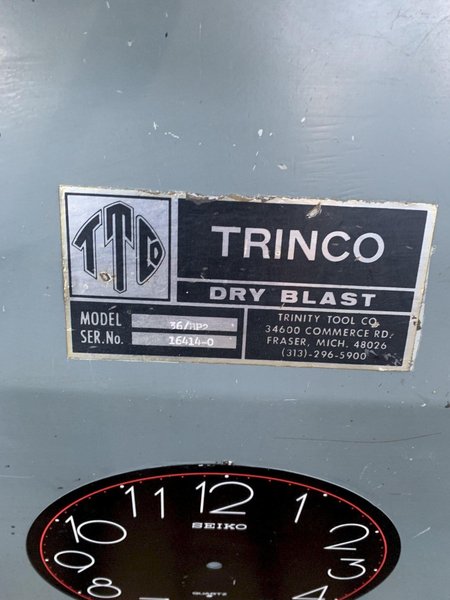 TTCO
TRINCO
DRY BLAST
MODEL 36/BP2
SER.No. 16414-0
TRINITY TOOL CO.
34600 COMMERCE RD.
FRASER, MICH. 48026
(313)-296-5900
11 12 1
10 2
SEIKO
9 3
QUARTZ
8